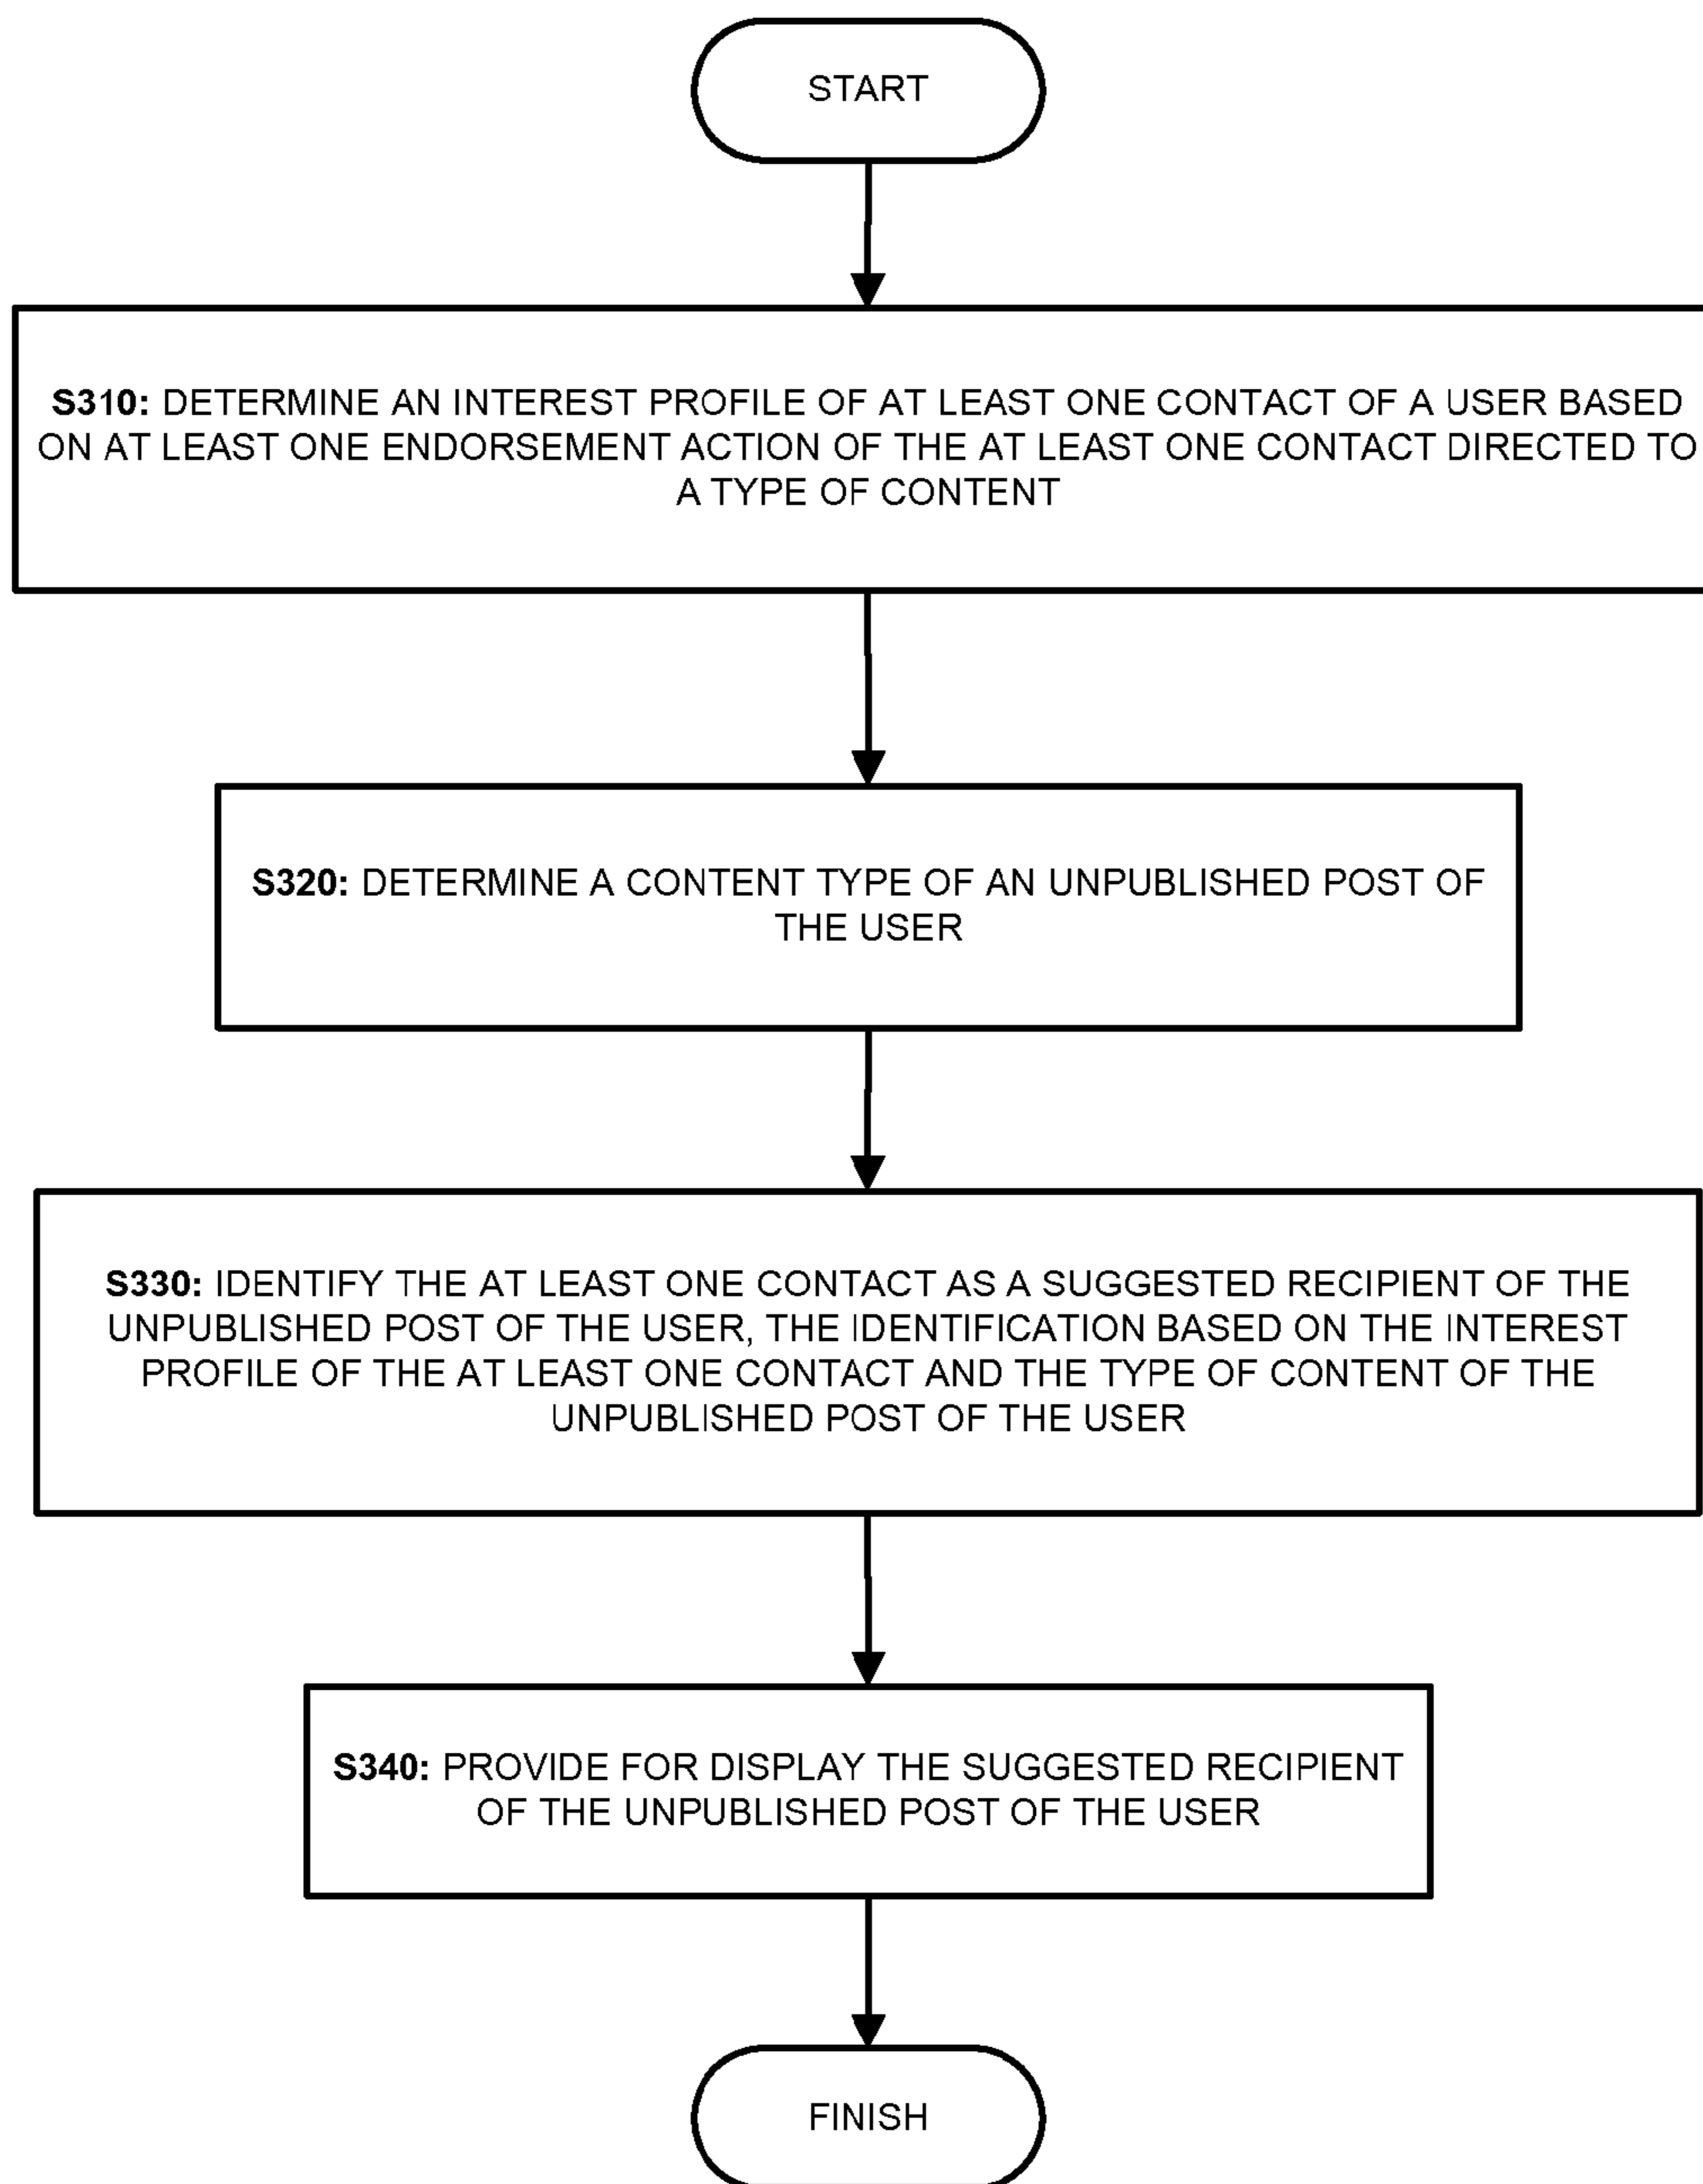 START
S310: DETERMINE AN INTEREST PROFILE OF AT LEAST ONE CONTACT OF A USER BASED
ON AT LEAST ONE ENDORSEMENT ACTION OF THE AT LEAST ONE CONTACT DIRECTED TO
A TYPE OF CONTENT
S320: DETERMINE A CONTENT TYPE OF AN UNPUBLISHED POST OF
THE USER
S330: IDENTIFY THE AT LEAST ONE CONTACT AS A SUGGESTED RECIPIENT OF THE
UNPUBLISHED POST OF THE USER, THE IDENTIFICATION BASED ON THE INTEREST
PROFILE OF THE AT LEAST ONE CONTACT AND THE TYPE OF CONTENT OF THE
UNPUBLISHED POST OF THE USER
S340: PROVIDE FOR DISPLAY THE SUGGESTED RECIPIENT
OF THE UNPUBLISHED POST OF THE USER
FINISH